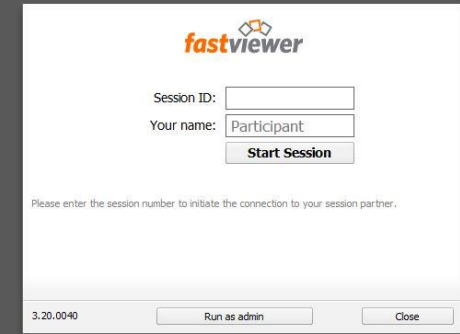 fastviewer
Session ID:
Your name: Participant
Start Session
Please enter the session number to initiate the connection to your session partner.
3.20.0040 Run as admin Close